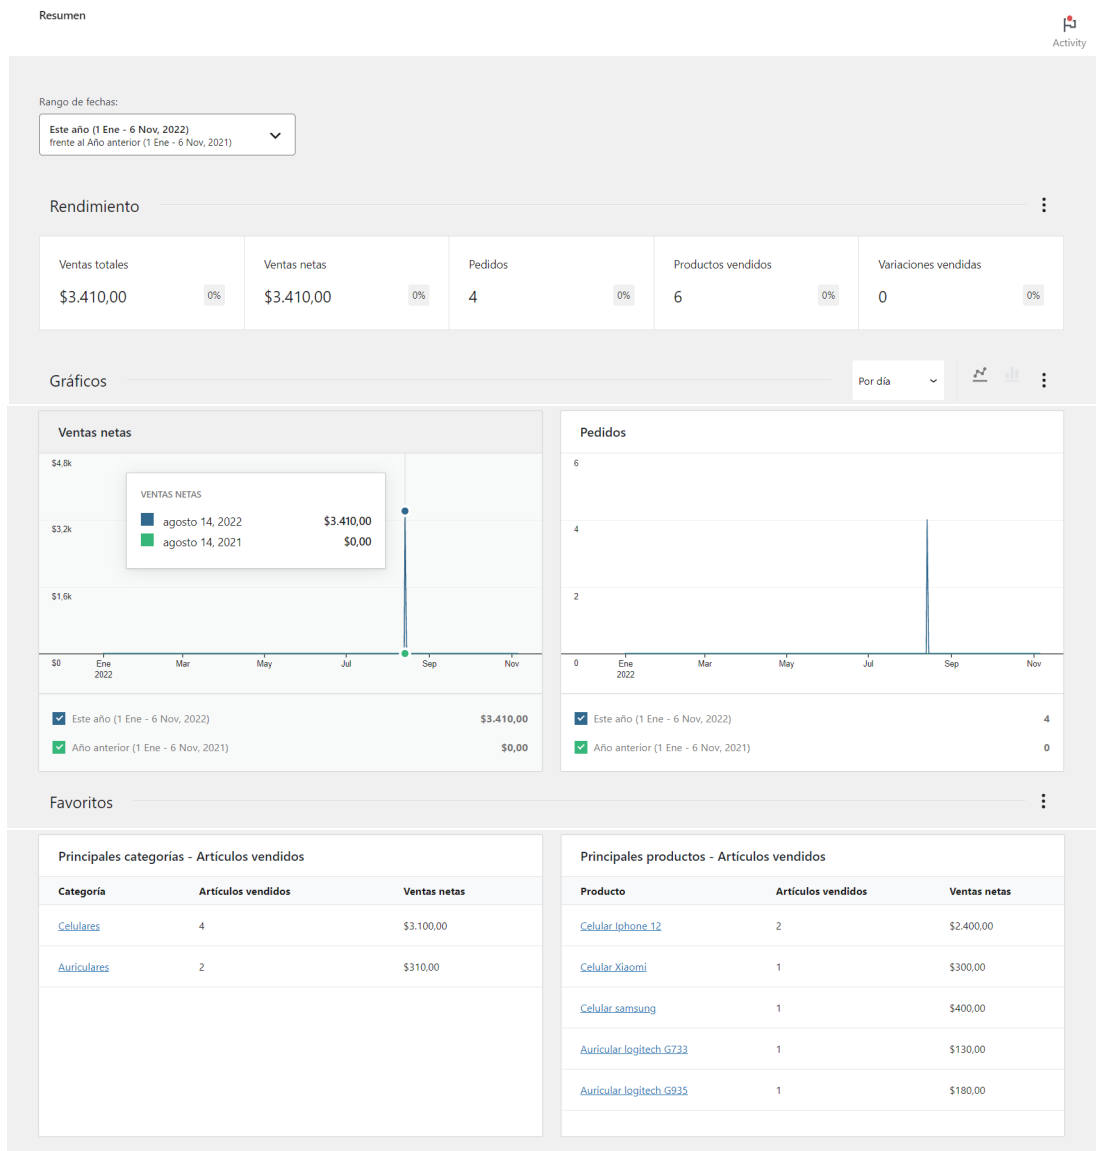 Resumen
Activity
Rango de fechas:
Este año (1 Ene - 6 Nov, 2022)
frente al Año anterior (1 Ene - 6 Nov, 2021)
Rendimiento
Ventas totales
$3.410,00
0%
Ventas netas
$3.410,00
0%
Pedidos
4
0%
Productos vendidos
6
0%
Variaciones vendidas
0
0%
Gráficos
Por día
Ventas netas
$4,8k
$3,2k
$1,6k
$0
VENTAS NETAS
agosto 14, 2022 $3.410,00
agosto 14, 2021 $0,00
Ene Mar May Jul Sep Nov
2022
Este año (1 Ene - 6 Nov, 2022) $3.410,00
Año anterior (1 Ene - 6 Nov, 2021) $0,00
Pedidos
6
4
2
0
Ene Mar May Jul Sep Nov
2022
Este año (1 Ene - 6 Nov, 2022) 4
Año anterior (1 Ene - 6 Nov, 2021) 0
Favoritos
Principales categorías - Artículos vendidos
Categoría Artículos vendidos Ventas netas
Celulares 4 $3.100,00
Auriculares 2 $310,00
Principales productos - Artículos vendidos
Producto Artículos vendidos Ventas netas
Celular Iphone 12 2 $2.400,00
Celular Xiaomi 1 $300,00
Celular samsung 1 $400,00
Auricular logitech G733 1 $130,00
Auricular logitech G935 1 $180,00